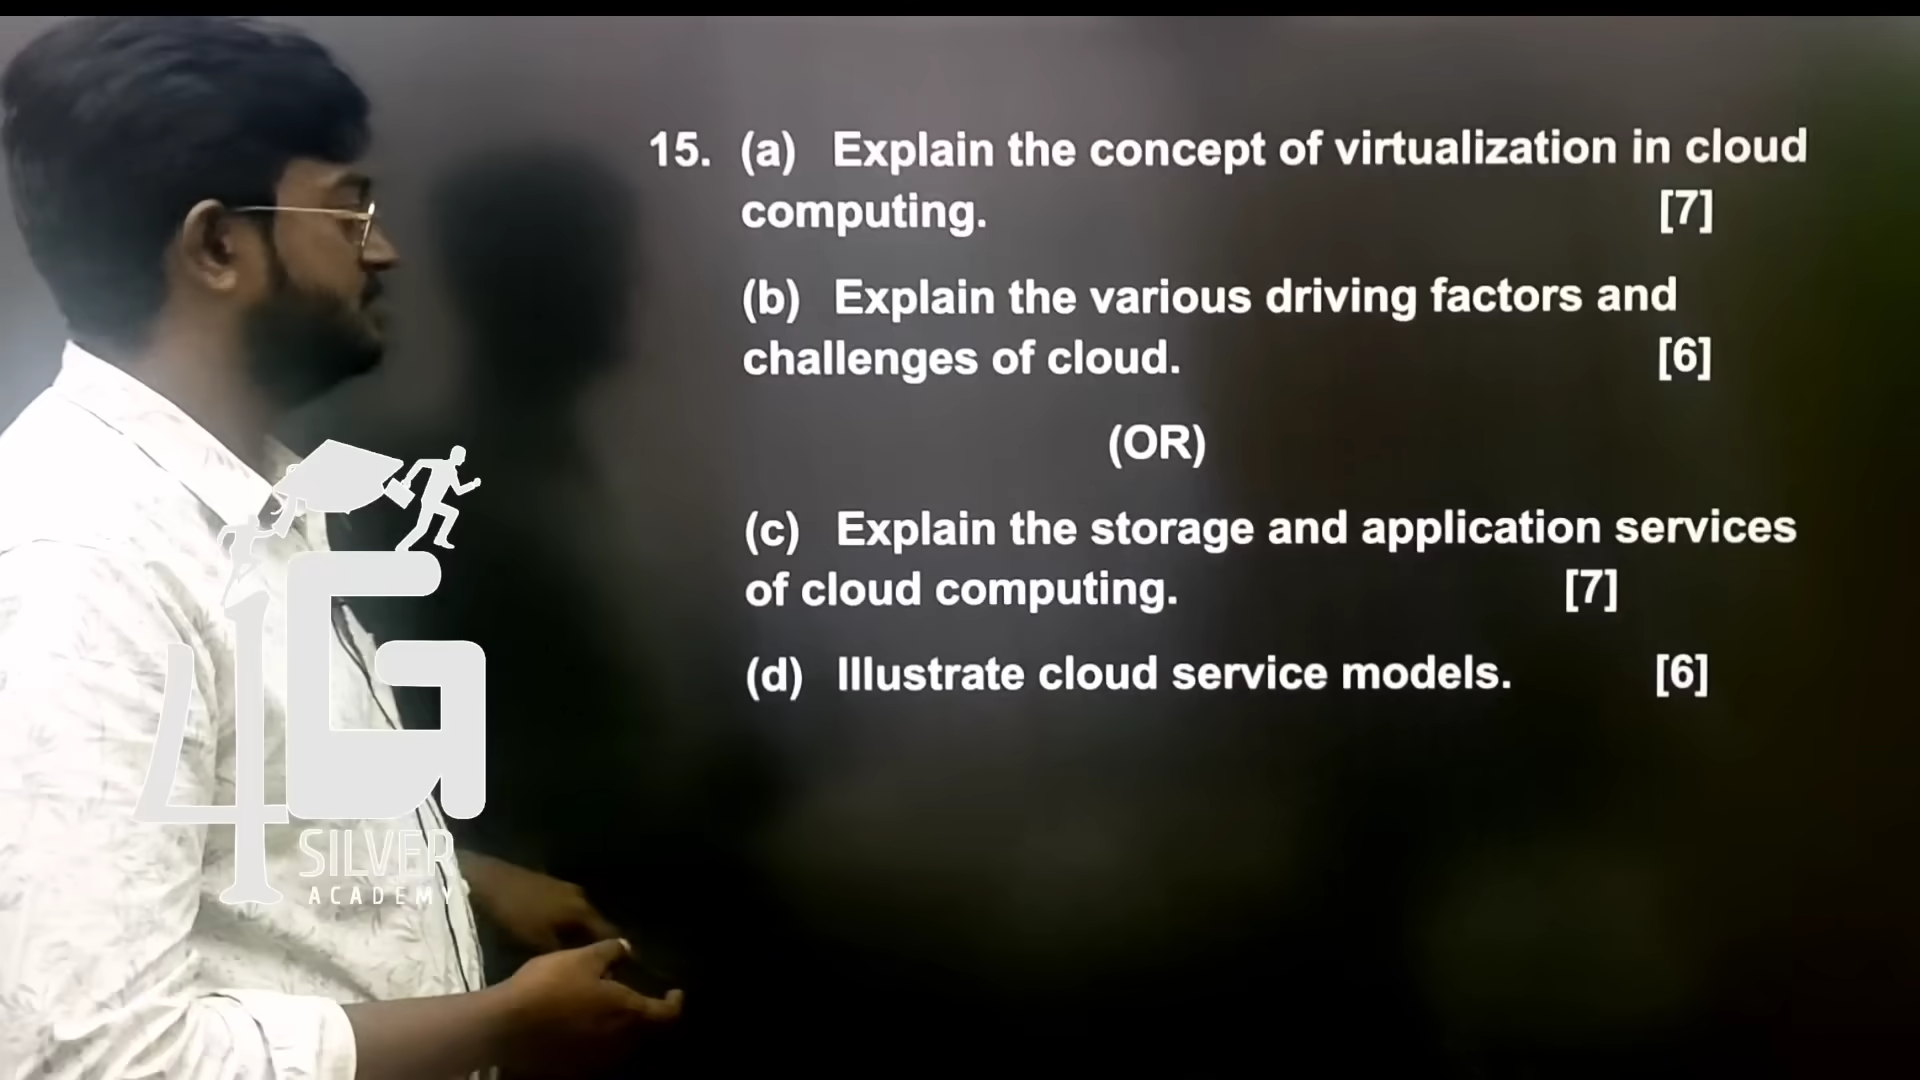 15. (a) Explain the concept of virtualization in cloud
computing. [7]
(b) Explain the various driving factors and
challenges of cloud. [6]
(OR)
(c) Explain the storage and application services
of cloud computing. [7]
(d) Illustrate cloud service models. [6]
4G
SILVER
ACADEMY